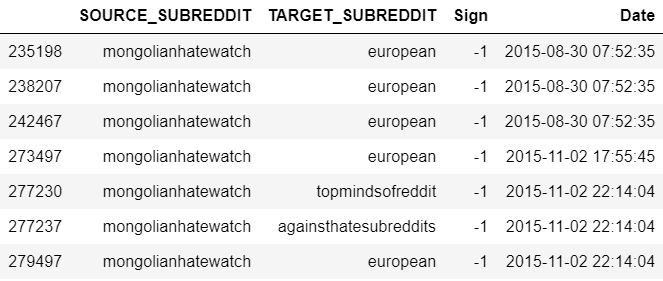 SOURCE_SUBREDDIT TARGET_SUBREDDIT Sign Date
235198 mongolianhatewatch european -1 2015-08-30 07:52:35
238207 mongolianhatewatch european -1 2015-08-30 07:52:35
242467 mongolianhatewatch european -1 2015-08-30 07:52:35
273497 mongolianhatewatch european -1 2015-11-02 17:55:45
277230 mongolianhatewatch topmindsofreddit -1 2015-11-02 22:14:04
277237 mongolianhatewatch againsthatesubreddits -1 2015-11-02 22:14:04
279497 mongolianhatewatch european -1 2015-11-02 22:14:04